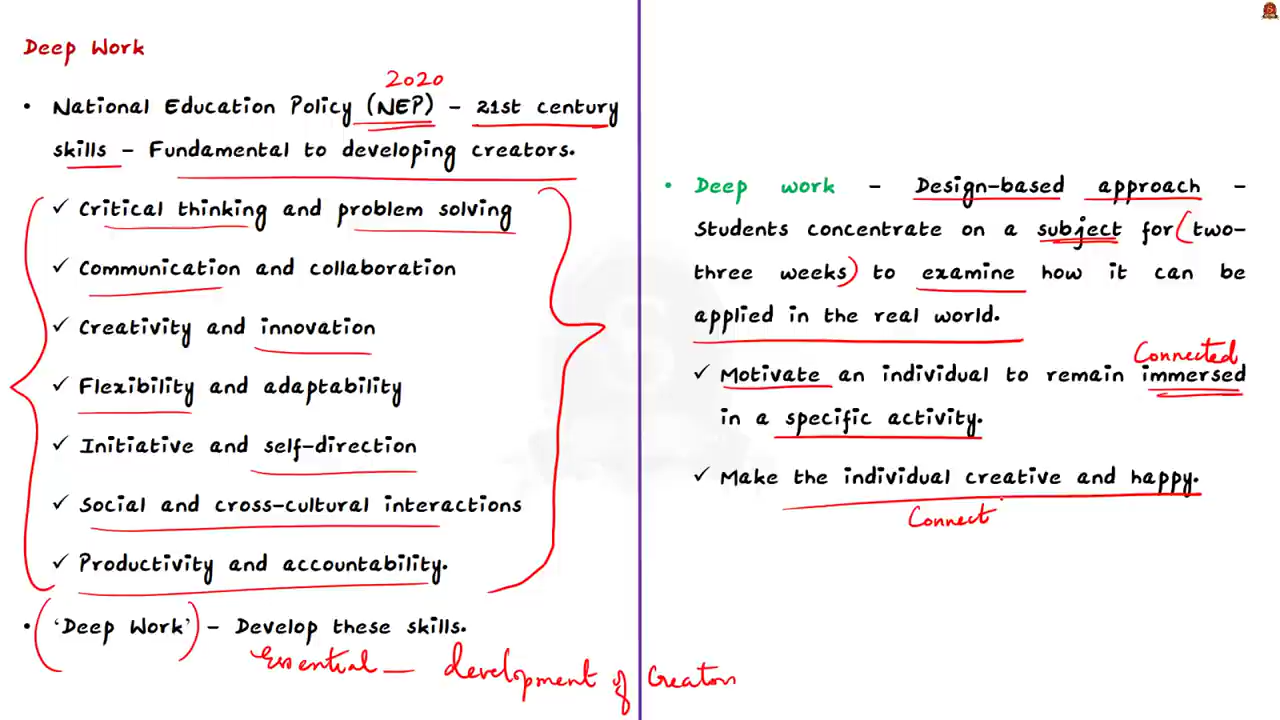 Deep Work
2020
• National Education Policy (NEP) – 21st century
skills – Fundamental to developing creators.
✓ Critical thinking and problem solving
✓ Communication and collaboration
✓ Creativity and innovation
✓ Flexibility and adaptability
✓ Initiative and self-direction
✓ Social and cross-cultural interactions
✓ Productivity and accountability.
• 'Deep Work' – Develop these skills.
Essential – development of Creators
• Deep work – Design-based approach –
Students concentrate on a subject for (two-
three weeks) to examine how it can be
applied in the real world.
Connected
✓ Motivate an individual to remain immersed
in a specific activity.
✓ Make the individual creative and happy.
Connect